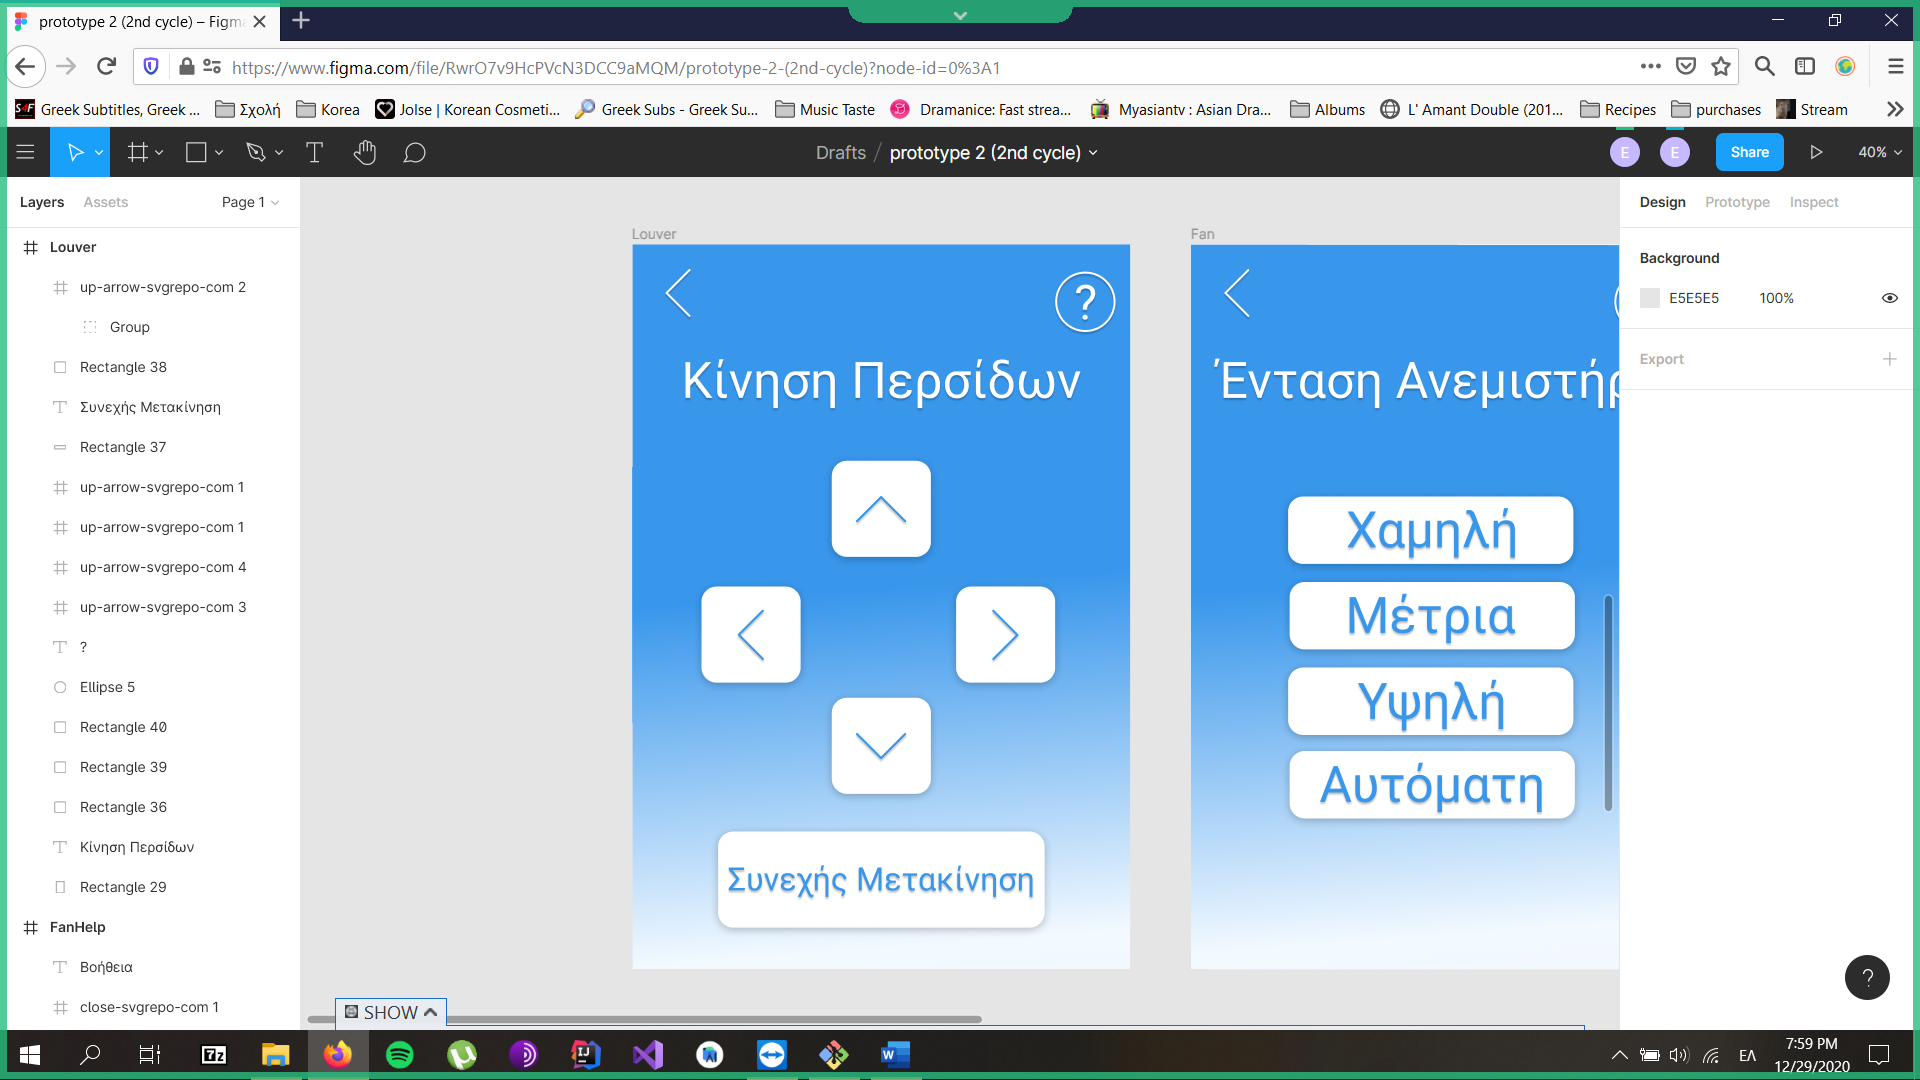 prototype 2 (2nd cycle) – Figma
https://www.figma.com/file/RwrO7v9HcPVcN3DCC9aMQM/prototype-2-(2nd-cycle)?node-id=0%3A1
S4F Greek Subtitles, Greek ... Σχολή Korea Jolse | Korean Cosmeti... Greek Subs - Greek Su... Music Taste Dramanice: Fast strea... Myasiantv : Asian Dra... Albums L' Amant Double (201... Recipes purchases Stream
Drafts / prototype 2 (2nd cycle) E E Share 40%
Layers Assets Page 1
Louver
up-arrow-svgrepo-com 2
Group
Rectangle 38
Συνεχής Μετακίνηση
Rectangle 37
up-arrow-svgrepo-com 1
up-arrow-svgrepo-com 1
up-arrow-svgrepo-com 4
up-arrow-svgrepo-com 3
?
Ellipse 5
Rectangle 40
Rectangle 39
Rectangle 36
Κίνηση Περσίδων
Rectangle 29
FanHelp
Βοήθεια
close-svgrepo-com 1
Louver
?
Κίνηση Περσίδων
Συνεχής Μετακίνηση
Fan
Ένταση Ανεμιστήρ
Χαμηλή
Μέτρια
Υψηλή
Αυτόματη
Design Prototype Inspect
Background
E5E5E5 100%
Export
?
SHOW
7z
ΕΛ
7:59 PM
12/29/2020